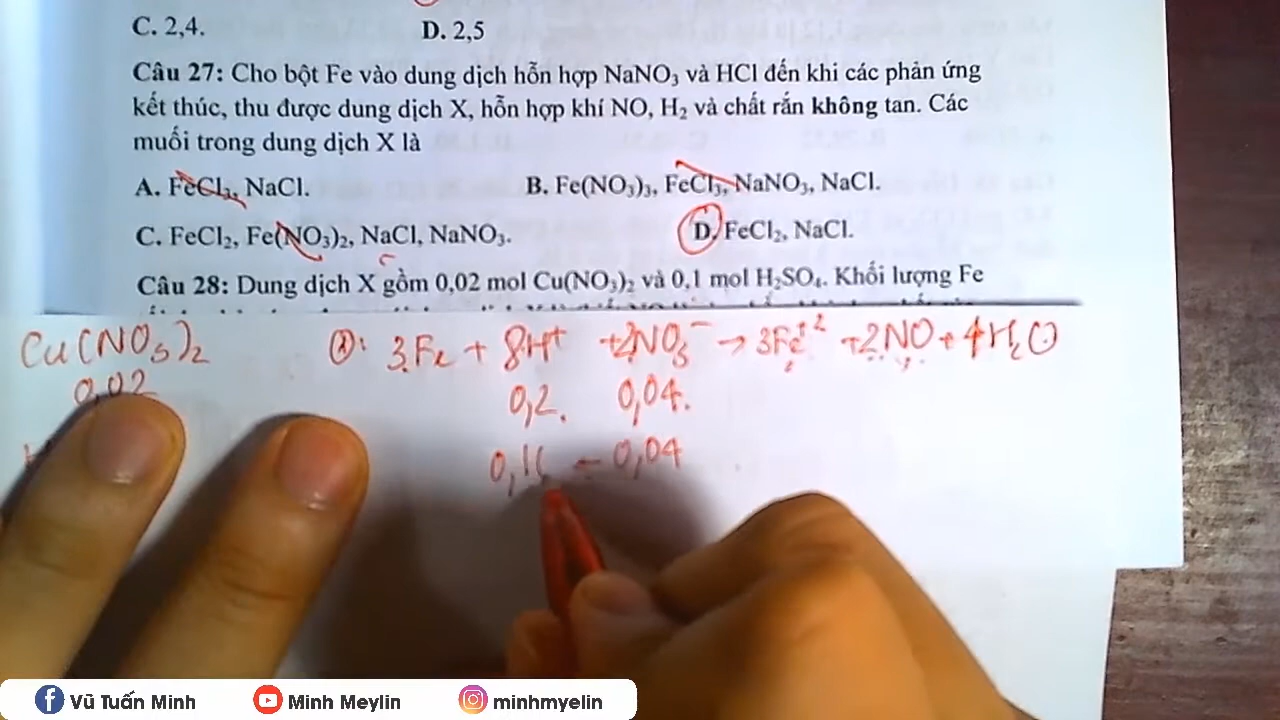 C. 2,4. D. 2,5
Câu 27: Cho bột Fe vào dung dịch hỗn hợp NaNO₃ và HCl đến khi các phản ứng
kết thúc, thu được dung dịch X, hỗn hợp khí NO, H₂ và chất rắn không tan. Các
muối trong dung dịch X là
A. FeCl₃, NaCl. B. Fe(NO₃)₃, FeCl₃, NaNO₃, NaCl.
C. FeCl₂, Fe(NO₃)₂, NaCl, NaNO₃. D. FeCl₂, NaCl.
Câu 28: Dung dịch X gồm 0,02 mol Cu(NO₃)₂ và 0,1 mol H₂SO₄. Khối lượng Fe
Cu(NO₃)₂ 3Fe + 8H⁺ + 2NO₃⁻ → 3Fe⁺² + 2NO + 4H₂O
0,02 0,2. 0,04.
0,16 – 0,04
Vũ Tuấn Minh Minh Meylin minhmyelin